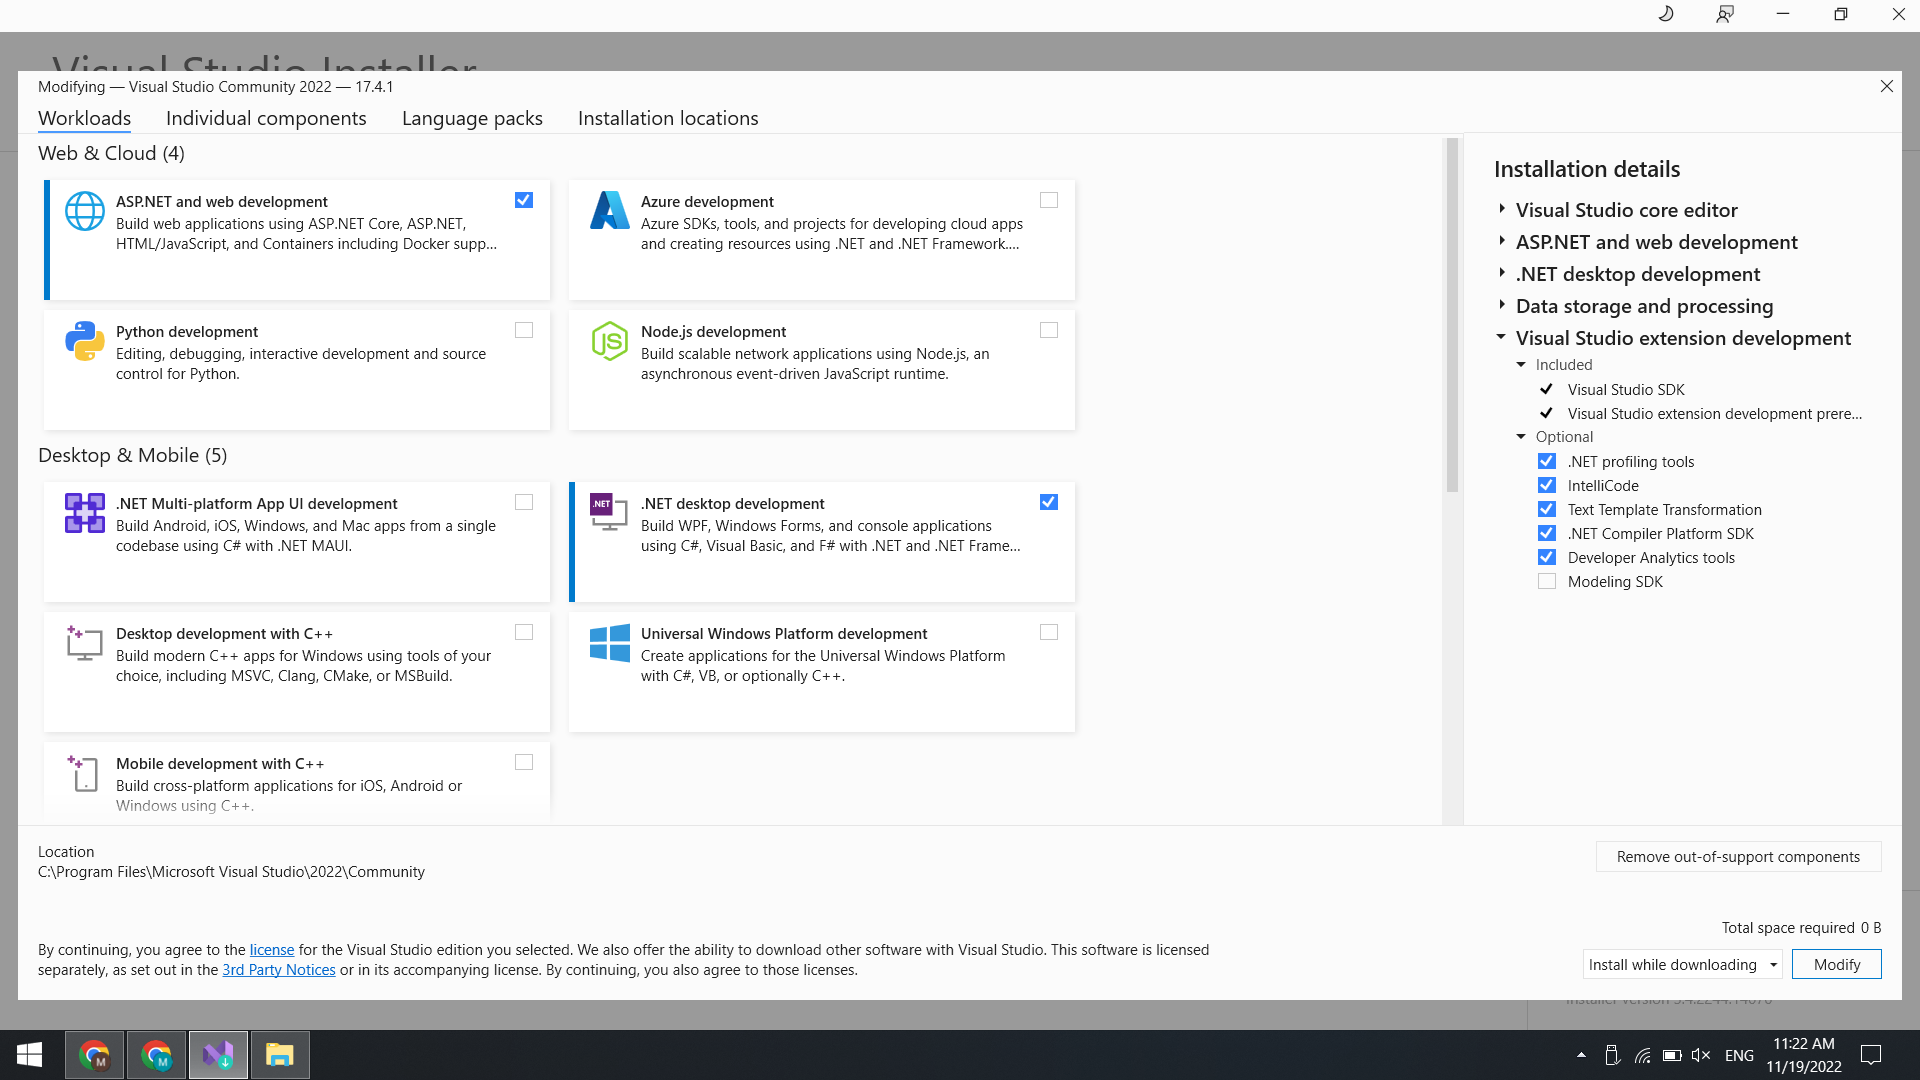 Visual Studio Installer
Modifying — Visual Studio Community 2022 — 17.4.1
Workloads
Individual components
Language packs
Installation locations
Web & Cloud (4)
ASP.NET and web development
Build web applications using ASP.NET Core, ASP.NET,
HTML/JavaScript, and Containers including Docker supp...
Azure development
Azure SDKs, tools, and projects for developing cloud apps
and creating resources using .NET and .NET Framework....
Python development
Editing, debugging, interactive development and source
control for Python.
Node.js development
Build scalable network applications using Node.js, an
asynchronous event-driven JavaScript runtime.
Desktop & Mobile (5)
.NET Multi-platform App UI development
Build Android, iOS, Windows, and Mac apps from a single
codebase using C# with .NET MAUI.
.NET
.NET desktop development
Build WPF, Windows Forms, and console applications
using C#, Visual Basic, and F# with .NET and .NET Frame...
Desktop development with C++
Build modern C++ apps for Windows using tools of your
choice, including MSVC, Clang, CMake, or MSBuild.
Universal Windows Platform development
Create applications for the Universal Windows Platform
with C#, VB, or optionally C++.
Mobile development with C++
Build cross-platform applications for iOS, Android or
Windows using C++.
Installation details
Visual Studio core editor
ASP.NET and web development
.NET desktop development
Data storage and processing
Visual Studio extension development
Included
Visual Studio SDK
Visual Studio extension development prere...
Optional
.NET profiling tools
IntelliCode
Text Template Transformation
.NET Compiler Platform SDK
Developer Analytics tools
Modeling SDK
Location
C:\Program Files\Microsoft Visual Studio\2022\Community
Remove out-of-support components
Total space required 0 B
By continuing, you agree to the license for the Visual Studio edition you selected. We also offer the ability to download other software with Visual Studio. This software is licensed
separately, as set out in the 3rd Party Notices or in its accompanying license. By continuing, you also agree to those licenses.
Install while downloading
Modify
M
M
ENG
11:22 AM
11/19/2022